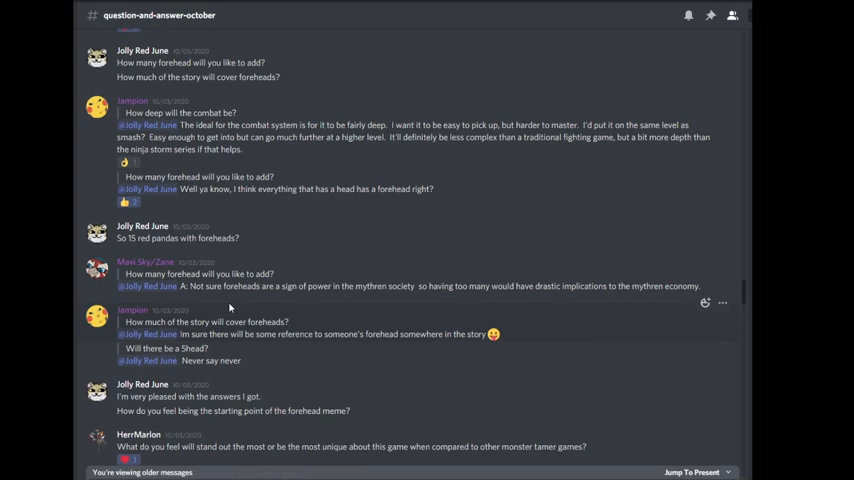 # question-and-answer-october
Jolly Red June 10/03/2020
How many forehead will you like to add?
How much of the story will cover foreheads?
Jampion 10/03/2020
How deep will the combat be?
@Jolly Red June The ideal for the combat system is for it to be fairly deep. I want it to be easy to pick up, but harder to master. I'd put it on the same level as
smash? Easy enough to get into but can go much further at a higher level. It'll definitely be less complex than a traditional fighting game, but a bit more depth than
the ninja storm series if that helps.
1
How many forehead will you like to add?
@Jolly Red June Well ya know, I think everything that has a head has a forehead right?
2
Jolly Red June 10/03/2020
So 15 red pandas with foreheads?
Mavi Sky/Zane 10/03/2020
How many forehead will you like to add?
@Jolly Red June A: Not sure foreheads are a sign of power in the mythren society so having too many would have drastic implications to the mythren economy.
Jampion 10/03/2020
How much of the story will cover foreheads?
@Jolly Red June Im sure there will be some reference to someone's forehead somewhere in the story
Will there be a 5head?
@Jolly Red June Never say never
Jolly Red June 10/03/2020
I'm very pleased with the answers I got.
How do you feel being the starting point of the forehead meme?
HerrMarlon 10/03/2020
What do you feel will stand out the most or be the most unique about this game when compared to other monster tamer games?
1
You're viewing older messages Jump To Present